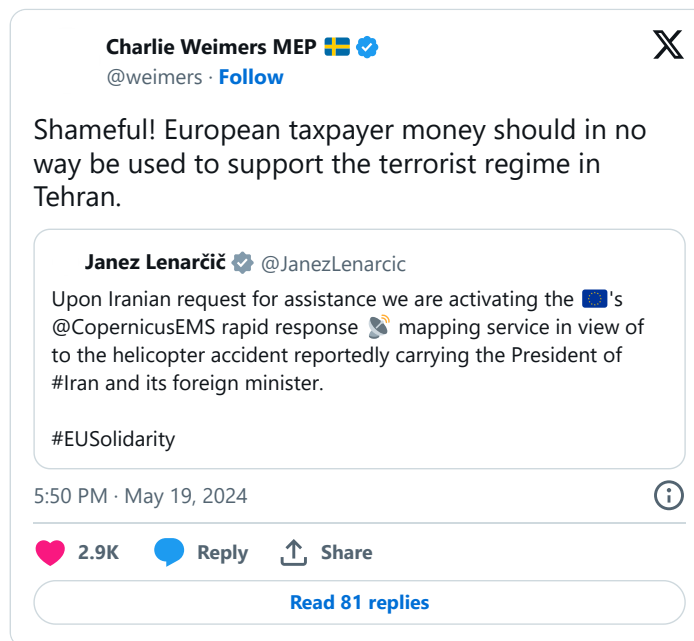 Charlie Weimers MEP 🇸🇪
@weimers · Follow
Shameful! European taxpayer money should in no
way be used to support the terrorist regime in
Tehran.
Janez Lenarčič @JanezLenarcic
Upon Iranian request for assistance we are activating the 🇪🇺's
@CopernicusEMS rapid response 📡 mapping service in view of
to the helicopter accident reportedly carrying the President of
#Iran and its foreign minister.
#EUSolidarity
5:50 PM · May 19, 2024
2.9K Reply Share
Read 81 replies